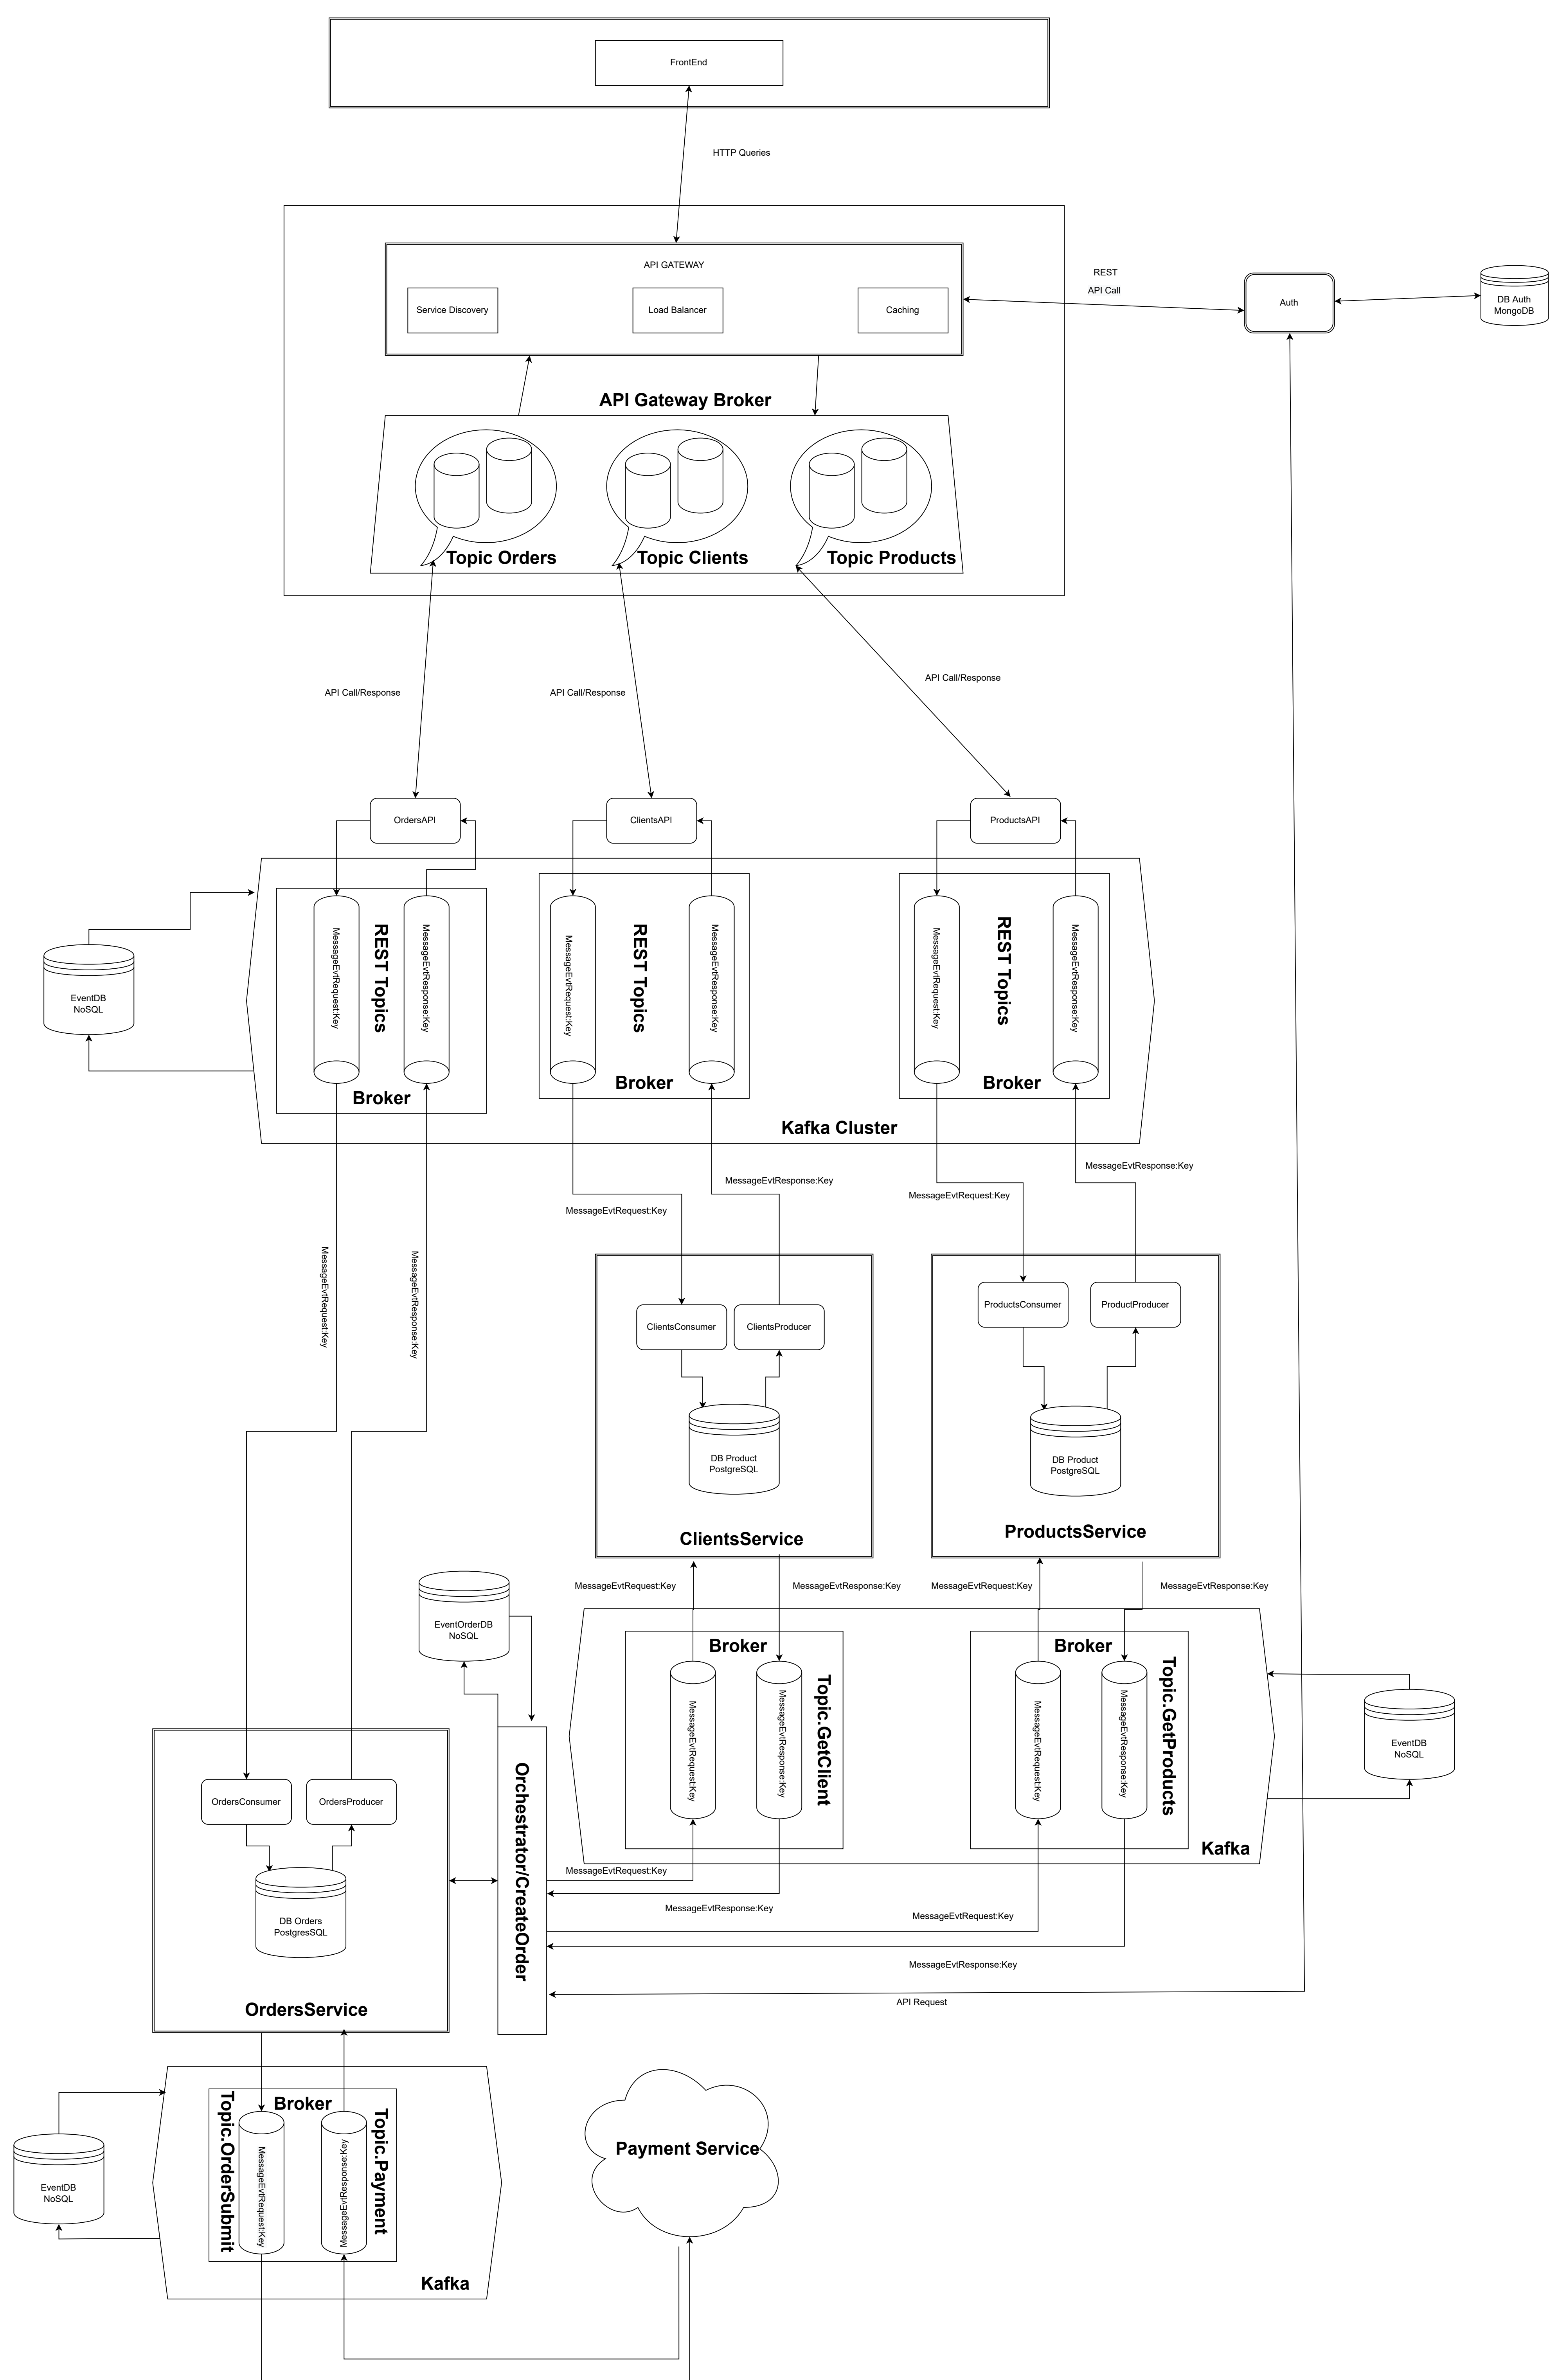 FrontEnd
HTTP Queries
API GATEWAY
Service Discovery
Load Balancer
Caching
REST
API Call
Auth
DB Auth
MongoDB
API Gateway Broker
Topic Orders
Topic Clients
Topic Products
API Call/Response
API Call/Response
API Call/Response
OrdersAPI
ClientsAPI
ProductsAPI
EventDB
NoSQL
MessageEvtRequest:Key
REST Topics
MessageEvtResponse:Key
Broker
MessageEvtRequest:Key
REST Topics
MessageEvtResponse:Key
Broker
MessageEvtRequest:Key
REST Topics
MessageEvtResponse:Key
Broker
Kafka Cluster
MessageEvtRequest:Key
MessageEvtResponse:Key
MessageEvtRequest:Key
MessageEvtResponse:Key
MessageEvtRequest:Key
MessageEvtResponse:Key
ClientsConsumer
ClientsProducer
DB Product
PostgreSQL
ClientsService
ProductsConsumer
ProductProducer
DB Product
PostgreSQL
ProductsService
MessageEvtRequest:Key
MessageEvtResponse:Key
MessageEvtRequest:Key
MessageEvtResponse:Key
EventOrderDB
NoSQL
Broker
MessageEvtRequest:Key
MessageEvtResponse:Key
Topic.GetClient
Broker
MessageEvtRequest:Key
MessageEvtResponse:Key
Topic.GetProducts
Kafka
EventDB
NoSQL
OrdersConsumer
OrdersProducer
DB Orders
PostgresSQL
OrdersService
Orchestrator/CreateOrder
MessageEvtRequest:Key
MessageEvtResponse:Key
MessageEvtRequest:Key
MessageEvtResponse:Key
API Request
EventDB
NoSQL
Topic.OrderSubmit
Broker
MessageEvtRequest:Key
MessageEvtResponse:Key
Topic.Payment
Kafka
Payment Service